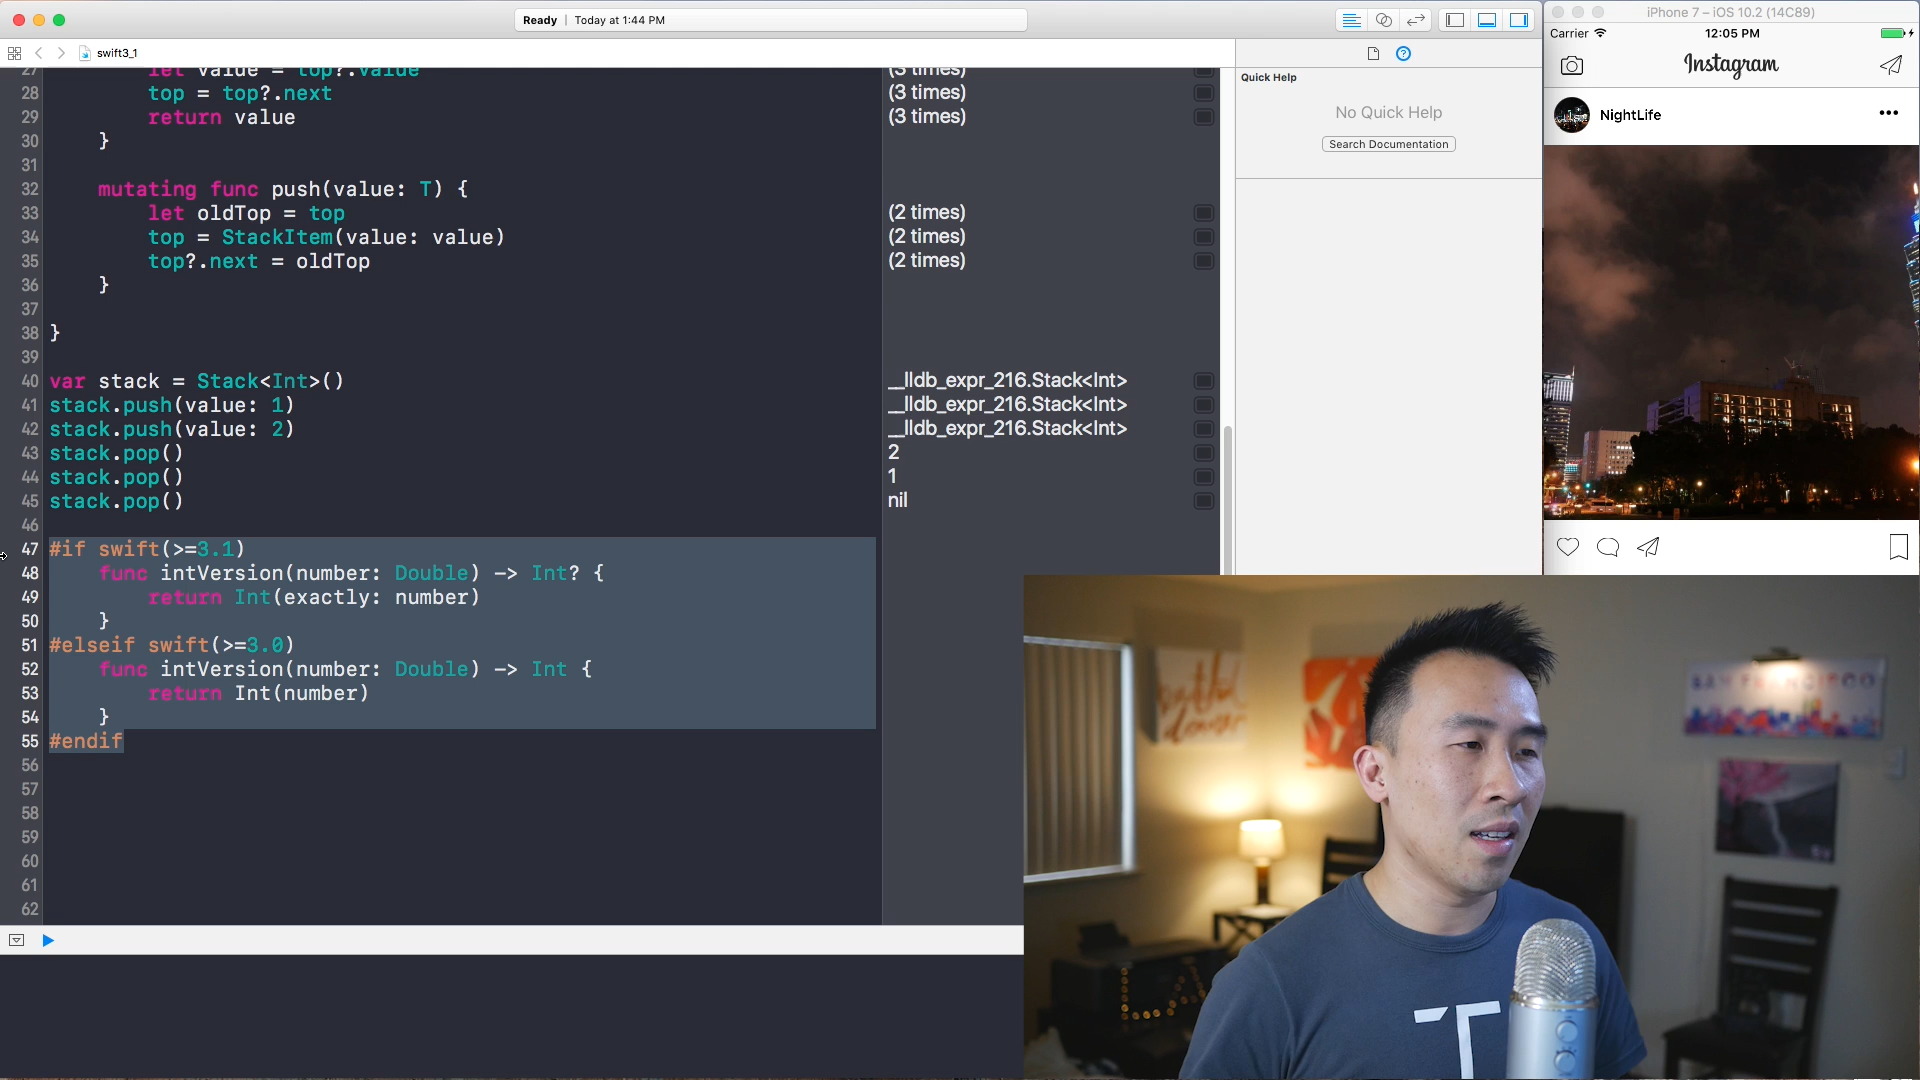 Ready | Today at 1:44 PM
swift3_1
27 let value = top?.value (3 times)
28 top = top?.next (3 times)
29 return value (3 times)
30 }
31
32 mutating func push(value: T) {
33 let oldTop = top (2 times)
34 top = StackItem(value: value) (2 times)
35 top?.next = oldTop (2 times)
36 }
37
38 }
39
40 var stack = Stack<Int>() __lldb_expr_216.Stack<Int>
41 stack.push(value: 1) __lldb_expr_216.Stack<Int>
42 stack.push(value: 2) __lldb_expr_216.Stack<Int>
43 stack.pop() 2
44 stack.pop() 1
45 stack.pop() nil
46
47 #if swift(>=3.1)
48 func intVersion(number: Double) -> Int? {
49 return Int(exactly: number)
50 }
51 #elseif swift(>=3.0)
52 func intVersion(number: Double) -> Int {
53 return Int(number)
54 }
55 #endif
56
57
58
59
60
61
62
Quick Help
No Quick Help
Search Documentation
iPhone 7 – iOS 10.2 (14C89)
Carrier 12:05 PM
Instagram
NightLife
•••
SAN FRANCISCO